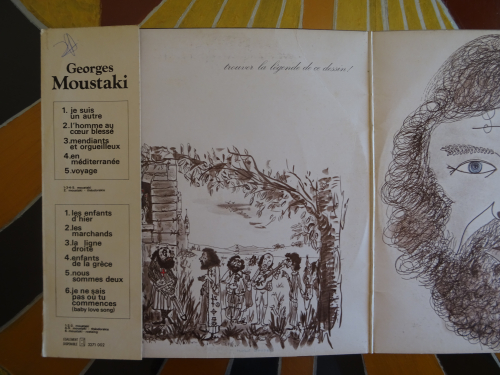 Georges
Moustaki
1. je suis
un autre
2. l'homme au
cœur blessé
3. mendiants
et orgueilleux
4. en
méditerranée
5. voyage
1. les enfants
d'hier
2. les
marchands
3. la ligne
droite
4. enfants
de la grèce
5. nous
sommes deux
6. je ne sais
pas où tu
commences
(baby love song)
trouver la légende de ce dessin!